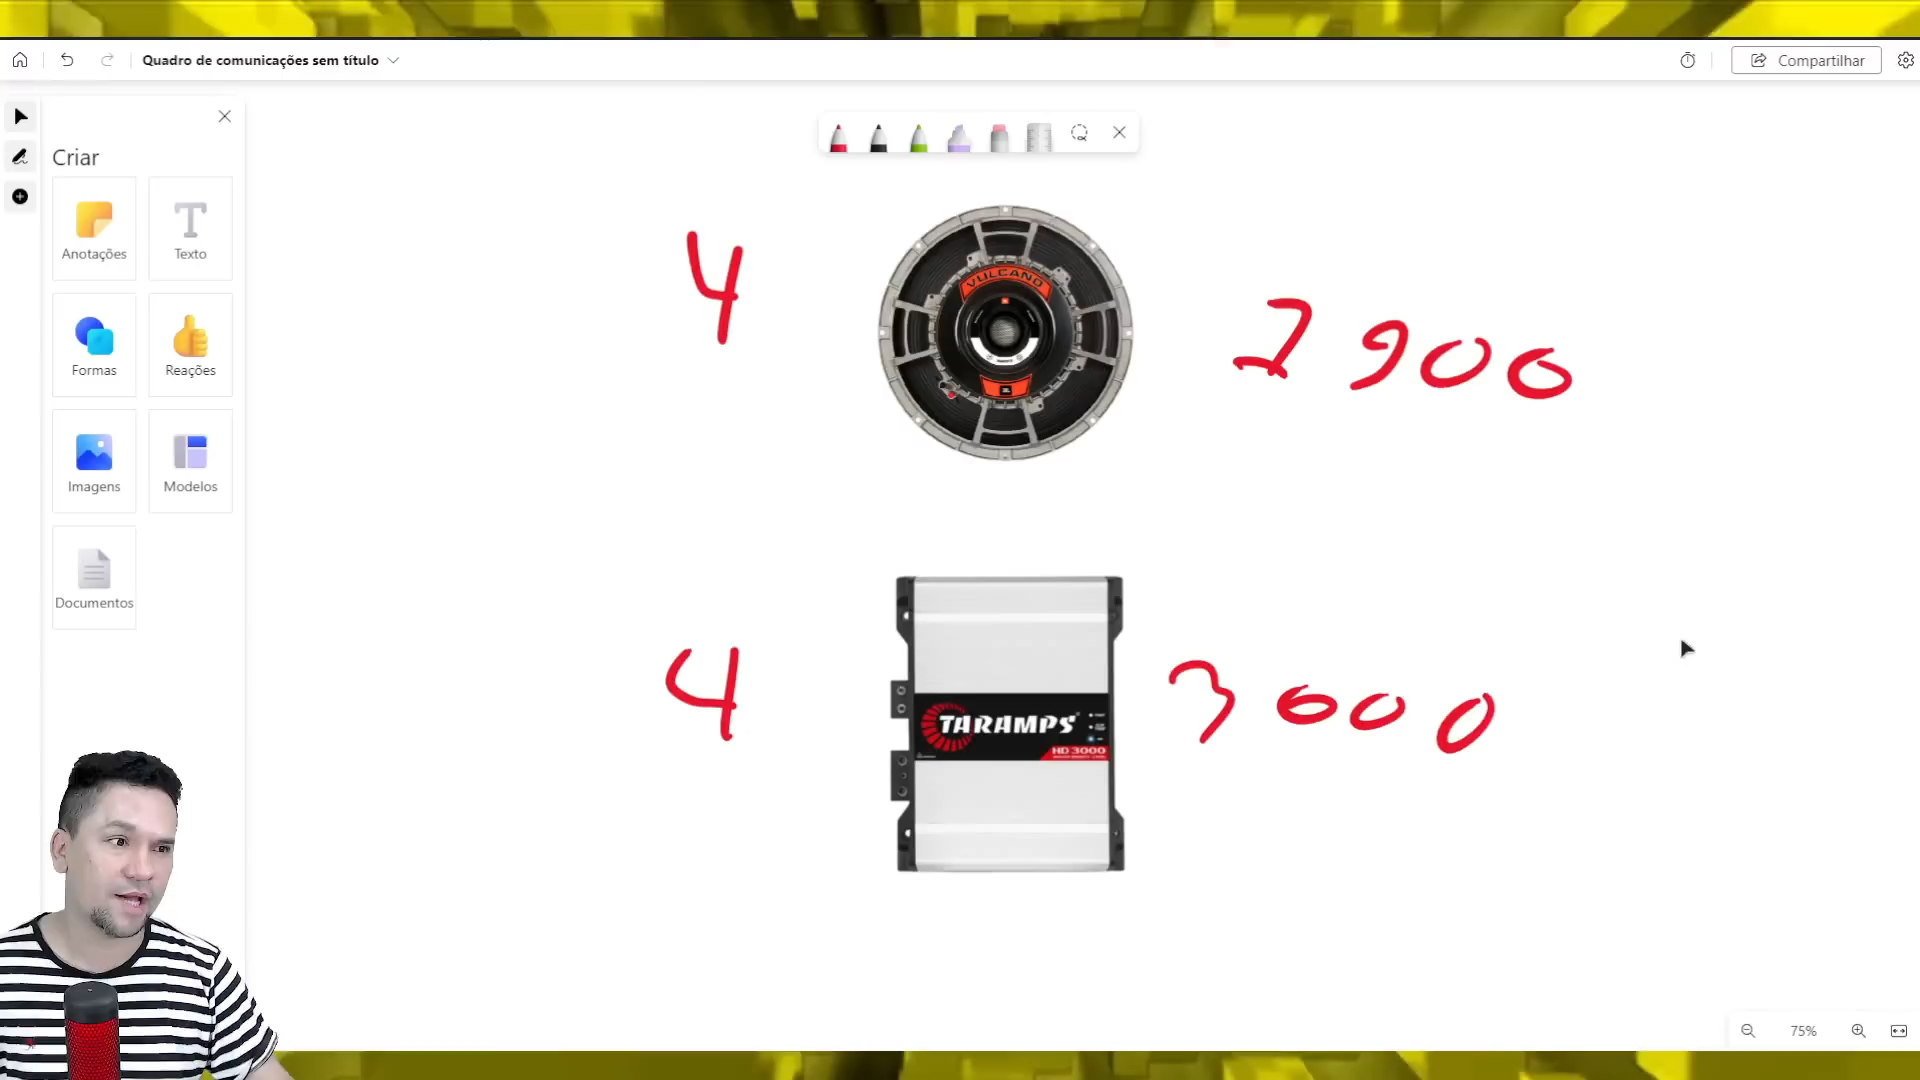 Quadro de comunicações sem título
Compartilhar
Criar
Anotações
Texto
Formas
Reações
Imagens
Modelos
Documentos
4
VULCANO
2900
4
TARAMPS
HD 3000
3000
75%